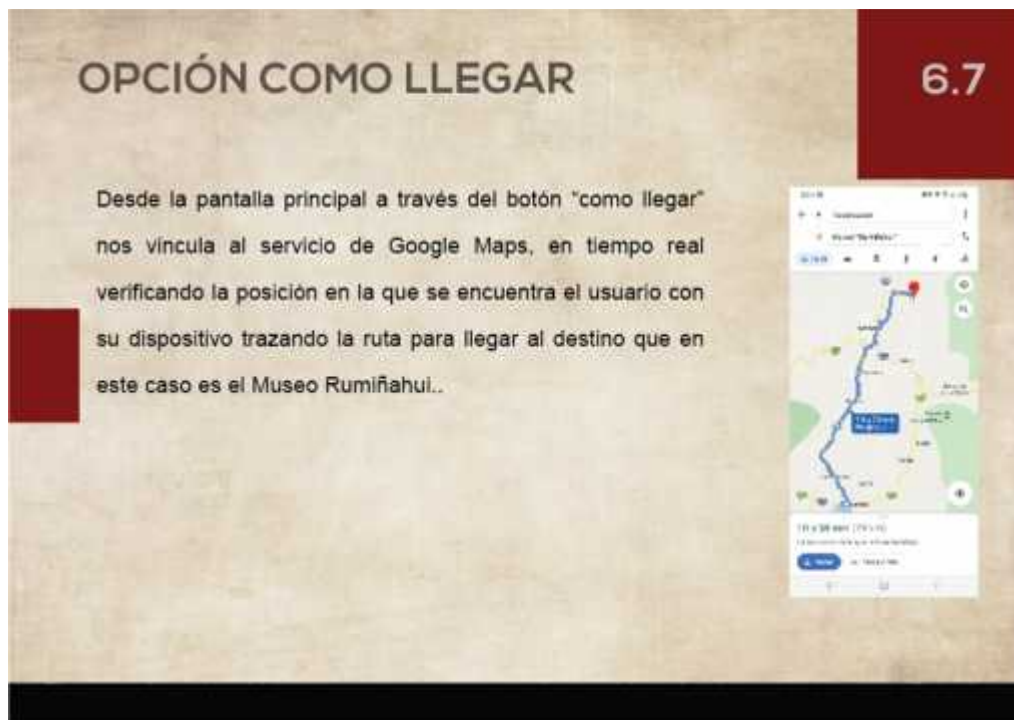 OPCIÓN COMO LLEGAR
6.7
Desde la pantalla principal a través del botón "como llegar"
nos vincula al servicio de Google Maps, en tiempo real
verificando la posición en la que se encuentra el usuario con
su dispositivo trazando la ruta para llegar al destino que en
este caso es el Museo Rumiñahui..